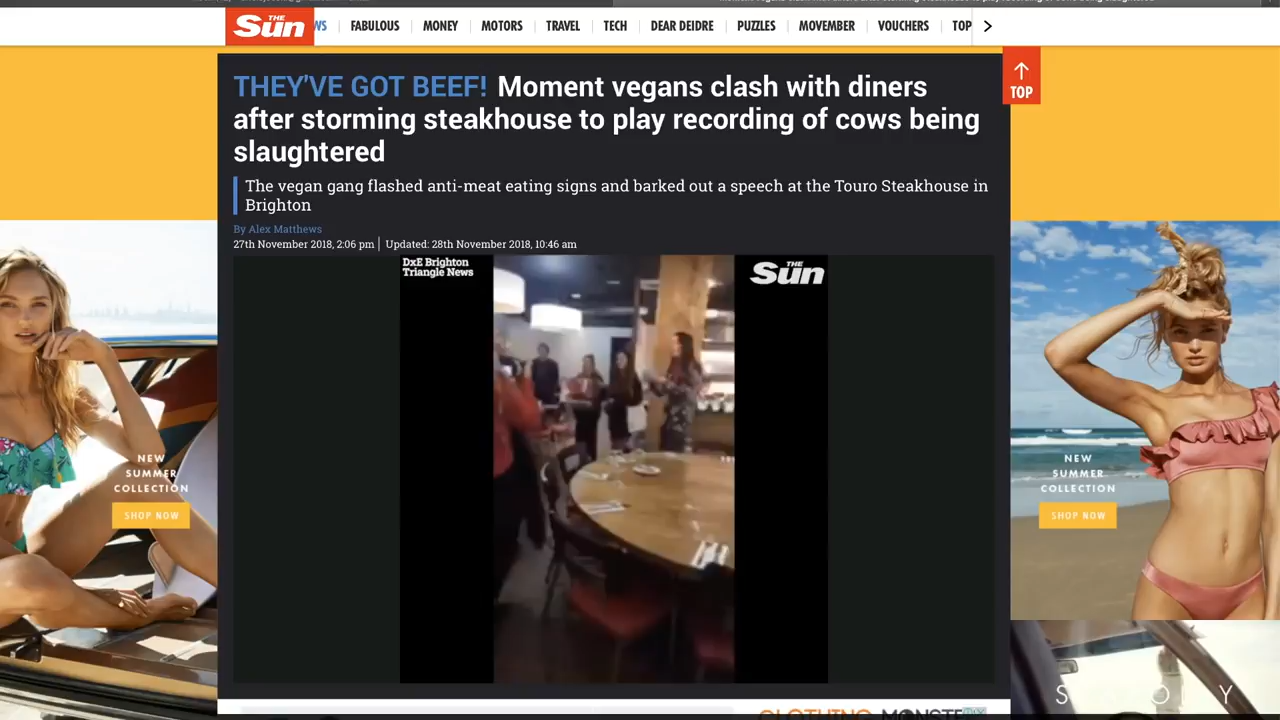 THE
Sun
FABULOUS
MONEY
MOTORS
TRAVEL
TECH
DEAR DEIDRE
PUZZLES
MOVEMBER
VOUCHERS
TOP
TOP
THEY'VE GOT BEEF! Moment vegans clash with diners
after storming steakhouse to play recording of cows being
slaughtered
The vegan gang flashed anti-meat eating signs and barked out a speech at the Touro Steakhouse in
Brighton
By Alex Matthews
27th November 2018, 2:06 pm | Updated: 28th November 2018, 10:46 am
DxE Brighton
Triangle News
THE
Sun
NEW
SUMMER
COLLECTION
SHOP NOW
NEW
SUMMER
COLLECTION
SHOP NOW